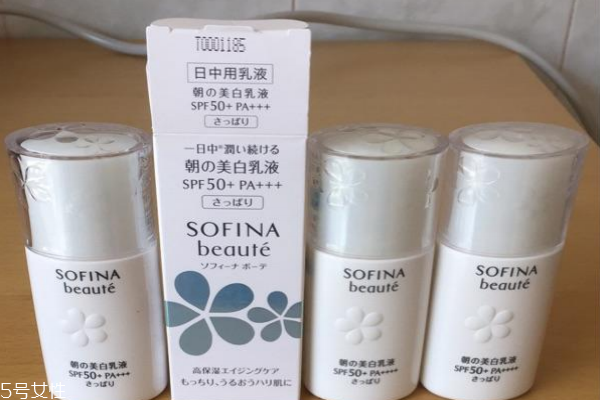 T0001185
日中用乳液
朝の美白乳液
SPF50+ PA+++
さっぱり
一日中*潤い続ける
朝の美白乳液
SPF50+ PA+++
さっぱり
SOFINA
beauté
ソフィーナ ボーテ
高保湿エイジングケア
もっちり、うるおうハリ肌に
SOFINA
beauté
朝の美白乳液
SPF50+ PA+++
さっぱり
SOFINA
beauté
朝の美白乳液
SPF50+ PA++++
さっぱり
SOFINA
beauté
朝の美白乳液
SPF50+ PA++++
さっぱり
5号女性